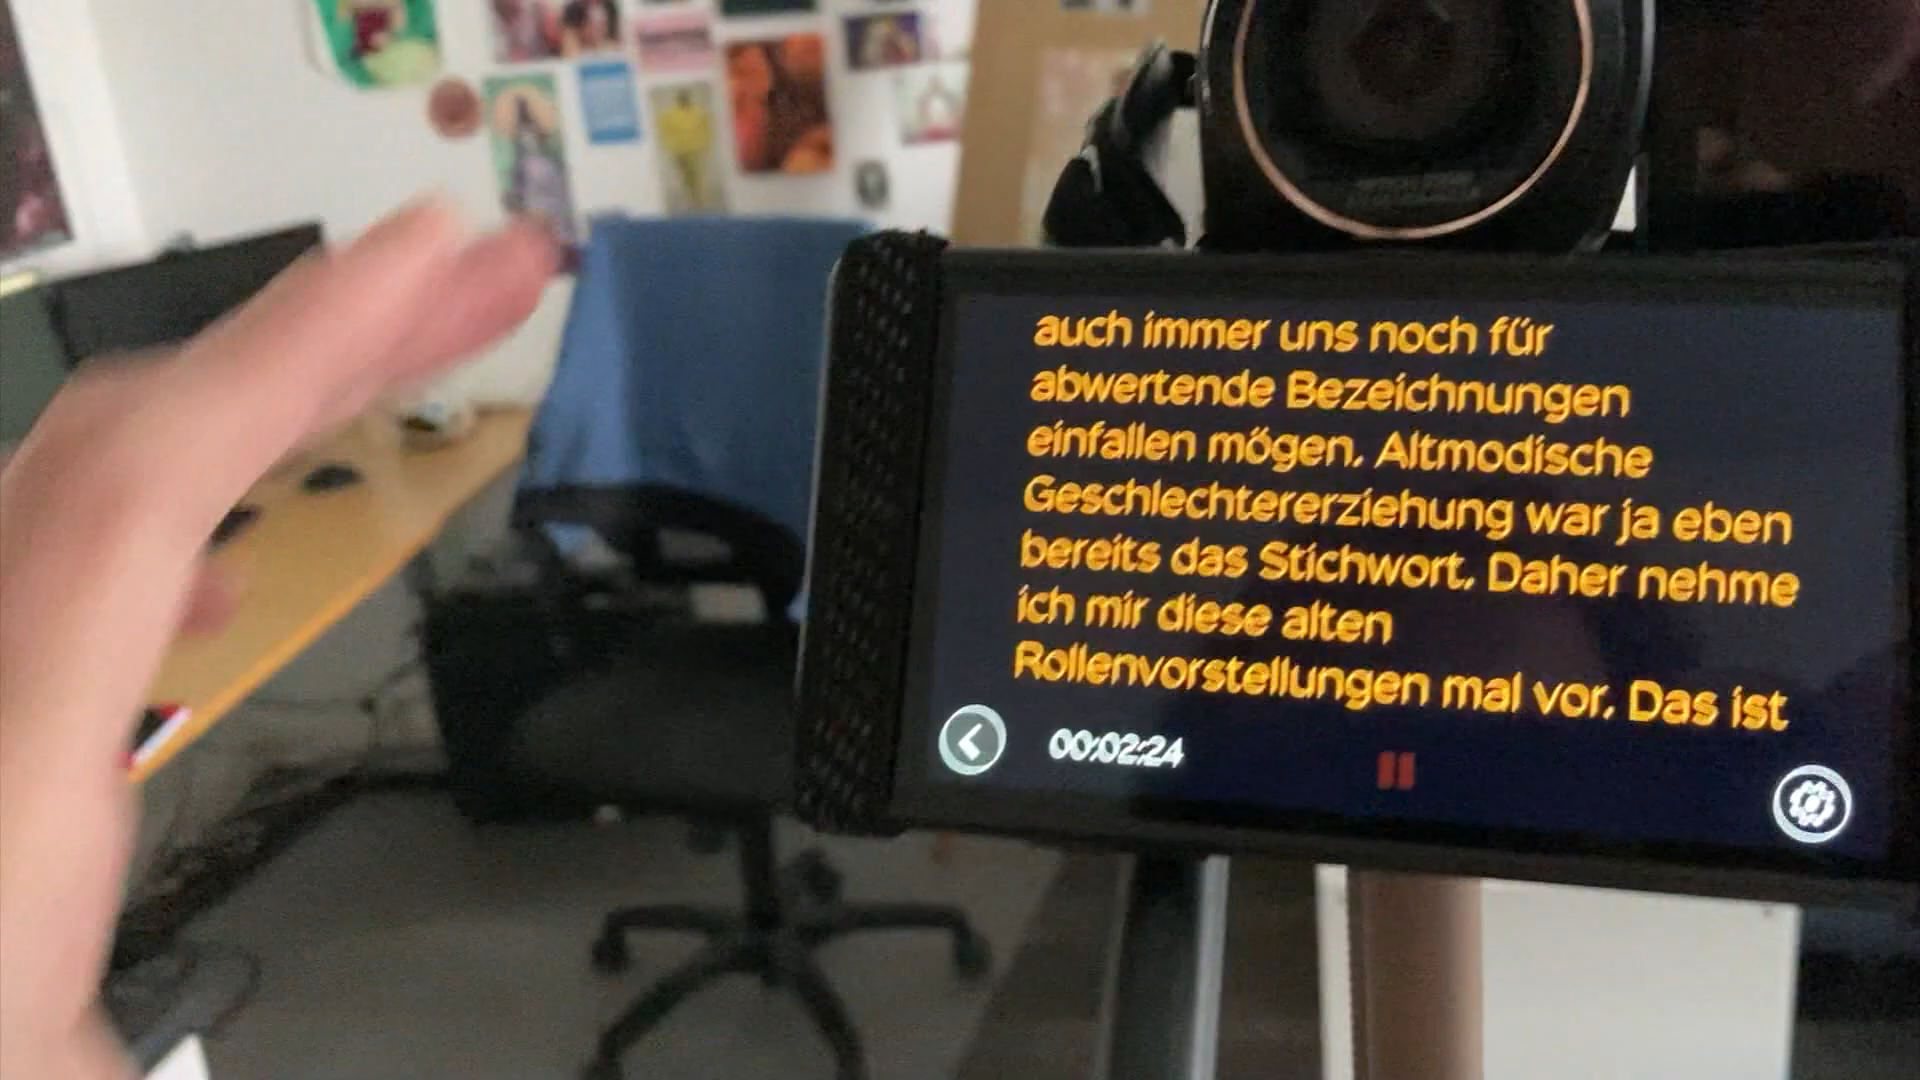 auch immer uns noch für
abwertende Bezeichnungen
einfallen mögen. Altmodische
Geschlechtererziehung war ja eben
bereits das Stichwort. Daher nehme
ich mir diese alten
Rollenvorstellungen mal vor. Das ist
00:02:24